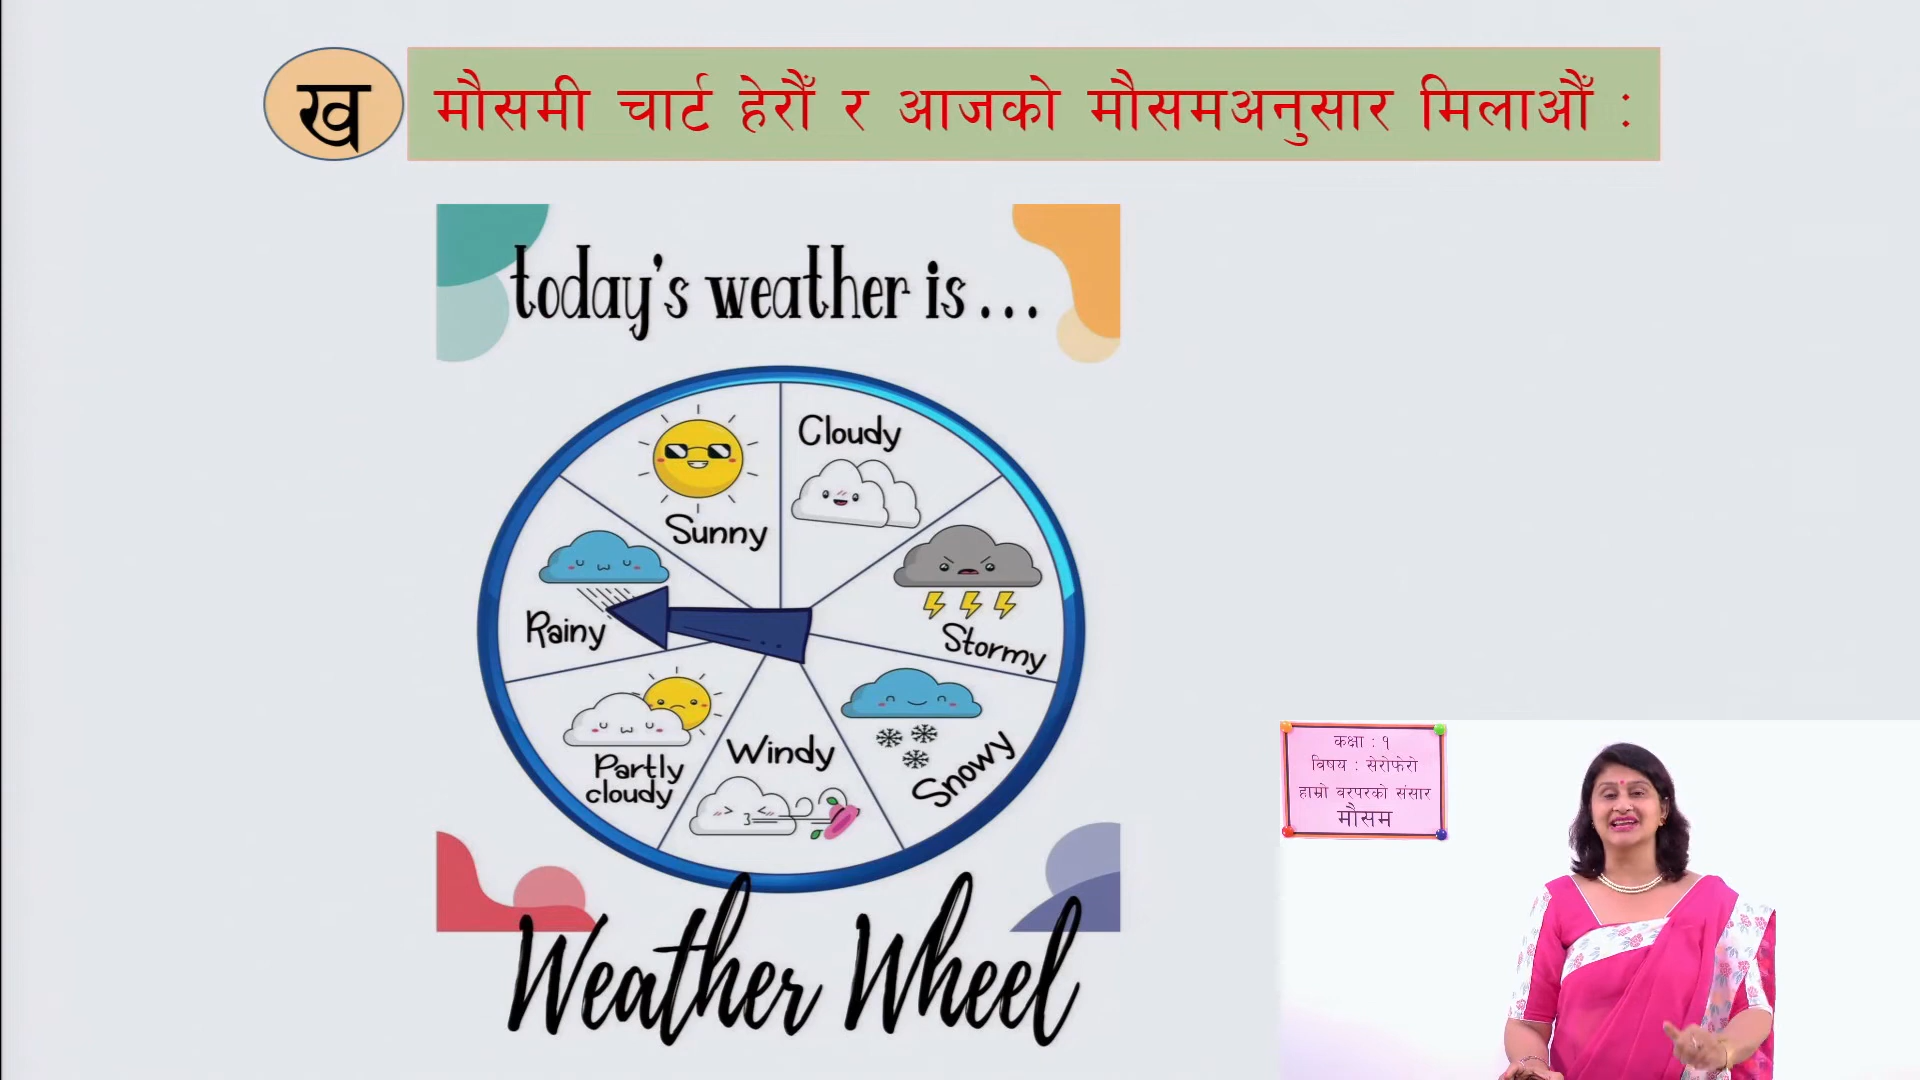 ख
मौसमी चार्ट हेरौँ र आजको मौसमअनुसार मिलाऔँ :
today's weather is...
Sunny
Cloudy
Rainy
Stormy
Partly
cloudy
Windy
Snowy
Weather Wheel
कक्षा : १
विषय : सेरोफेरो
हाम्रो वरपरको संसार
मौसम